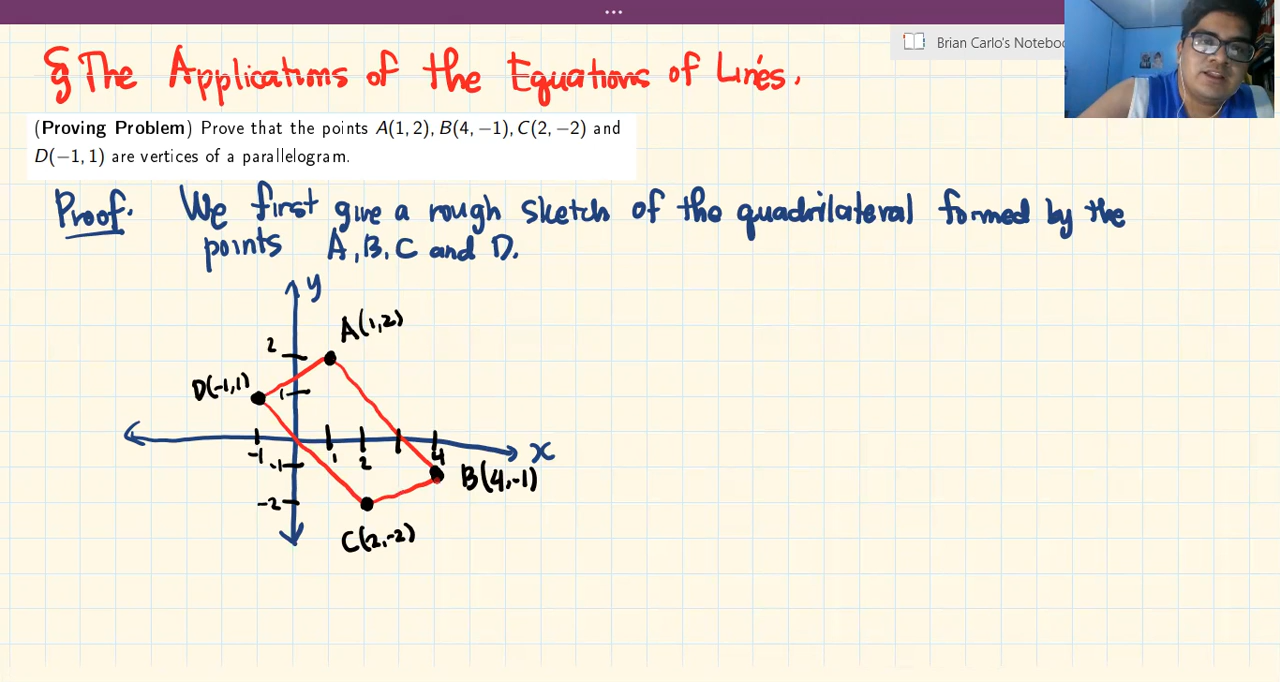 ...
Brian Carlo's Noteboo
§ The Applications of the Equations of Lines.
(Proving Problem) Prove that the points A(1, 2), B(4, −1), C(2, −2) and
D(−1, 1) are vertices of a parallelogram.
Proof. We first give a rough sketch of the quadrilateral formed by the
points A, B, C and D.
y
A(1,2)
2
D(-1,1)
1
x
-1
1
2
4
-1
B(4,-1)
-2
C(2,-2)